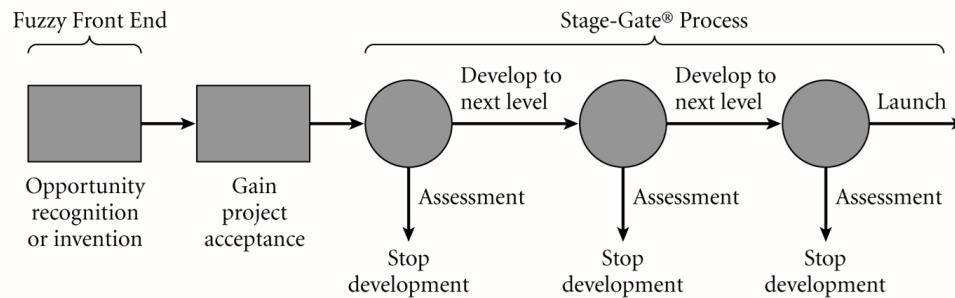 Fuzzy Front End
Stage-Gate® Process
Develop to
next level
Develop to
next level
Launch
Opportunity
recognition
or invention
Gain
project
acceptance
Assessment
Assessment
Assessment
Stop
development
Stop
development
Stop
development